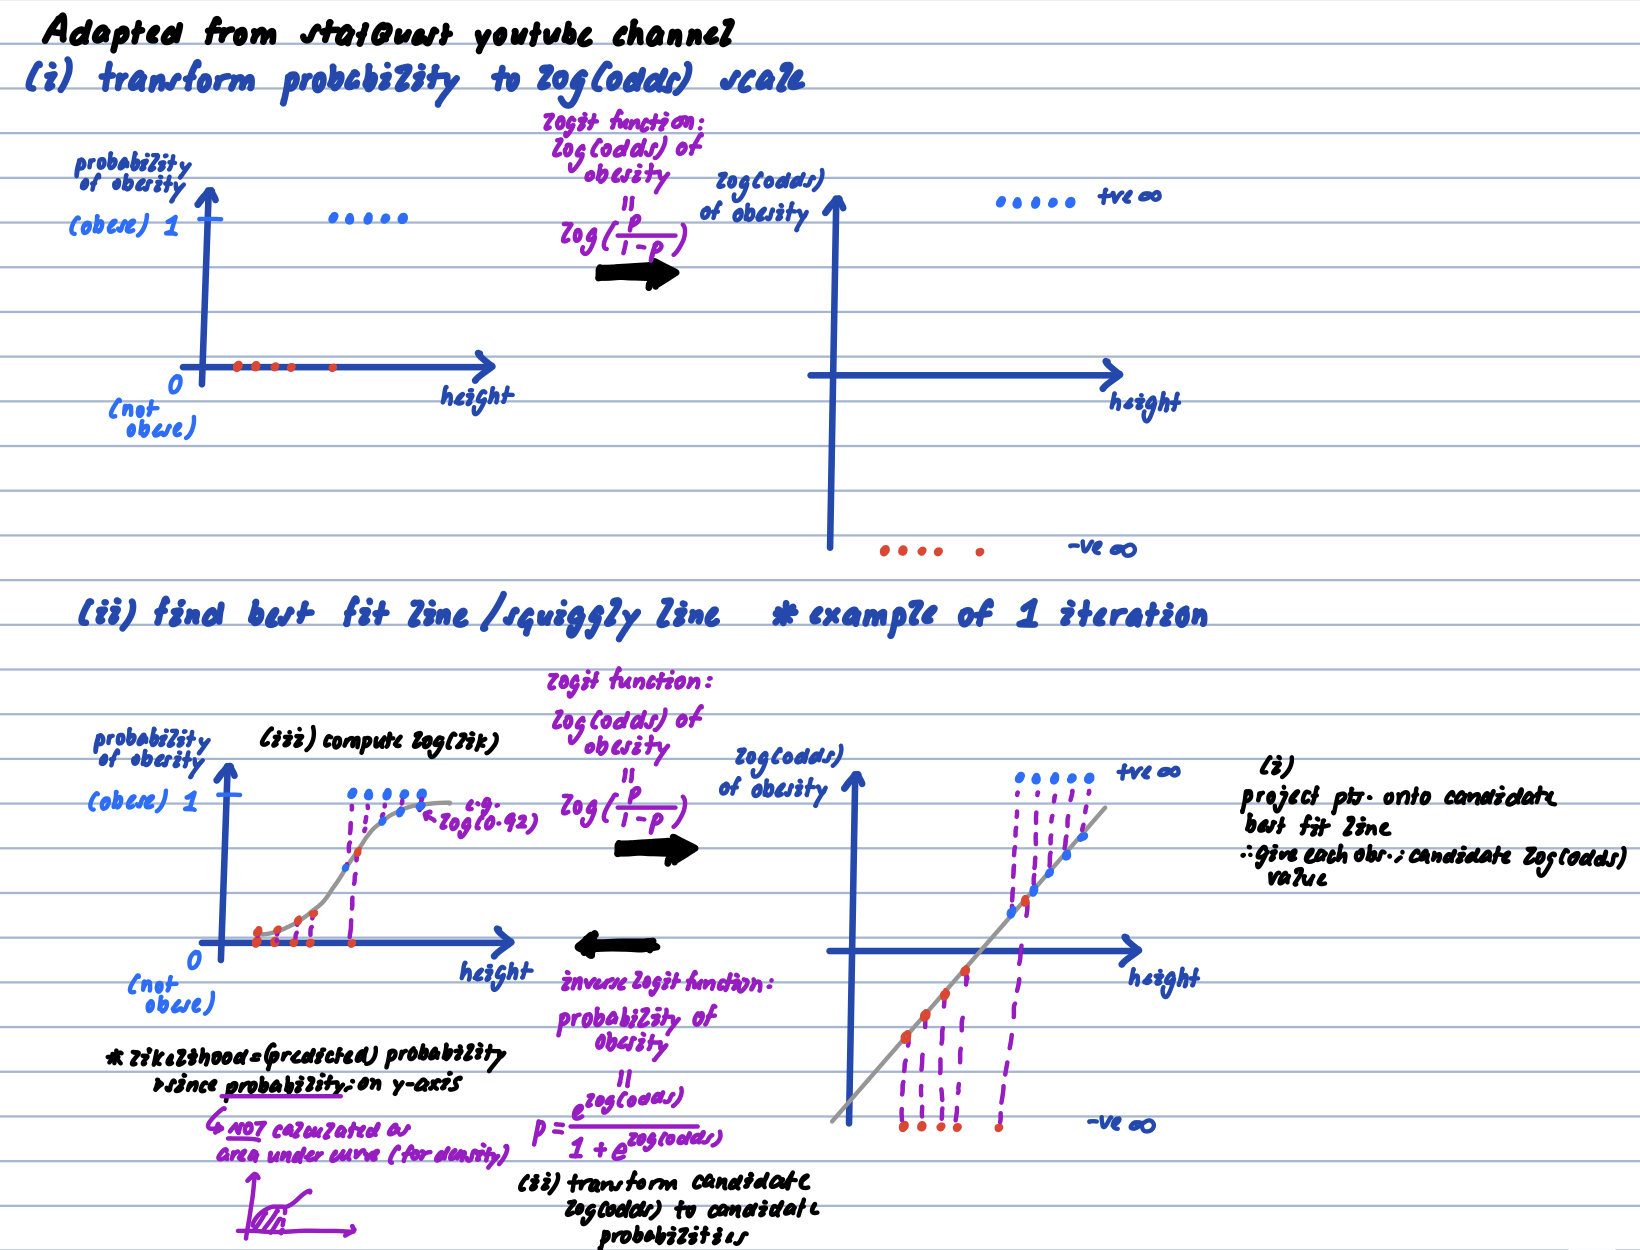 Adapted from statQuest youtube channel
(i) transform probability to log(odds) scale
logit function:
log(odds) of
obesity
=
log(p/1-p)
probability
of obesity
(obese) 1
0
(not
obese)
height
log(odds)
of obesity
+ve ∞
height
-ve ∞
(ii) find best fit line/squiggly line * example of 1 iteration
logit function:
log(odds) of
obesity
=
log(p/1-p)
probability
of obesity
(iii) compute log(lik)
(obese) 1
e.g.
log(0.92)
0
(not
obese)
height
log(odds)
of obesity
+ve ∞
height
-ve ∞
(i)
project pts. onto candidate
best fit line
∴ give each obs.: candidate log(odds)
value
inverse logit function:
probability of
obesity
=
p = e^log(odds) / 1 + e^log(odds)
(ii) transform candidate
log(odds) to candidate
probabilities
* likelihood = (predicted) probability
since probability: on y-axis
↳ NOT calculated as
area under curve (for density)